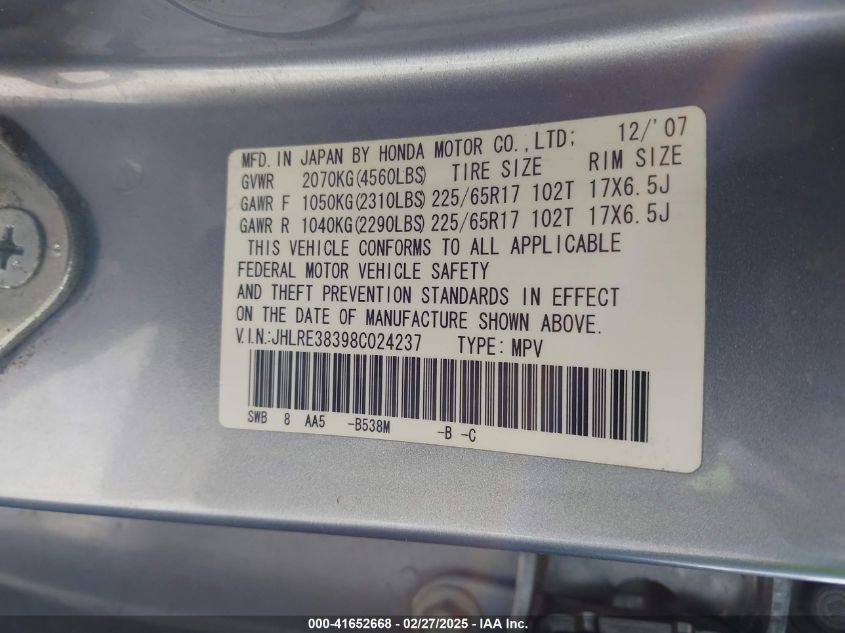 MFD. IN JAPAN BY HONDA MOTOR CO.,LTD; 12/'07
GVWR 2070KG(4560LBS) TIRE SIZE RIM SIZE
GAWR F 1050KG(2310LBS) 225/65R17 102T 17X6.5J
GAWR R 1040KG(2290LBS) 225/65R17 102T 17X6.5J
THIS VEHICLE CONFORMS TO ALL APPLICABLE
FEDERAL MOTOR VEHICLE SAFETY
AND THEFT PREVENTION STANDARDS IN EFFECT
ON THE DATE OF MANUFACTURE SHOWN ABOVE.
V.I.N.:JHLRE38398C024237 TYPE: MPV
SWB 8 AA5 -B538M -B -C
000-41652668 - 02/27/2025 - IAA Inc.